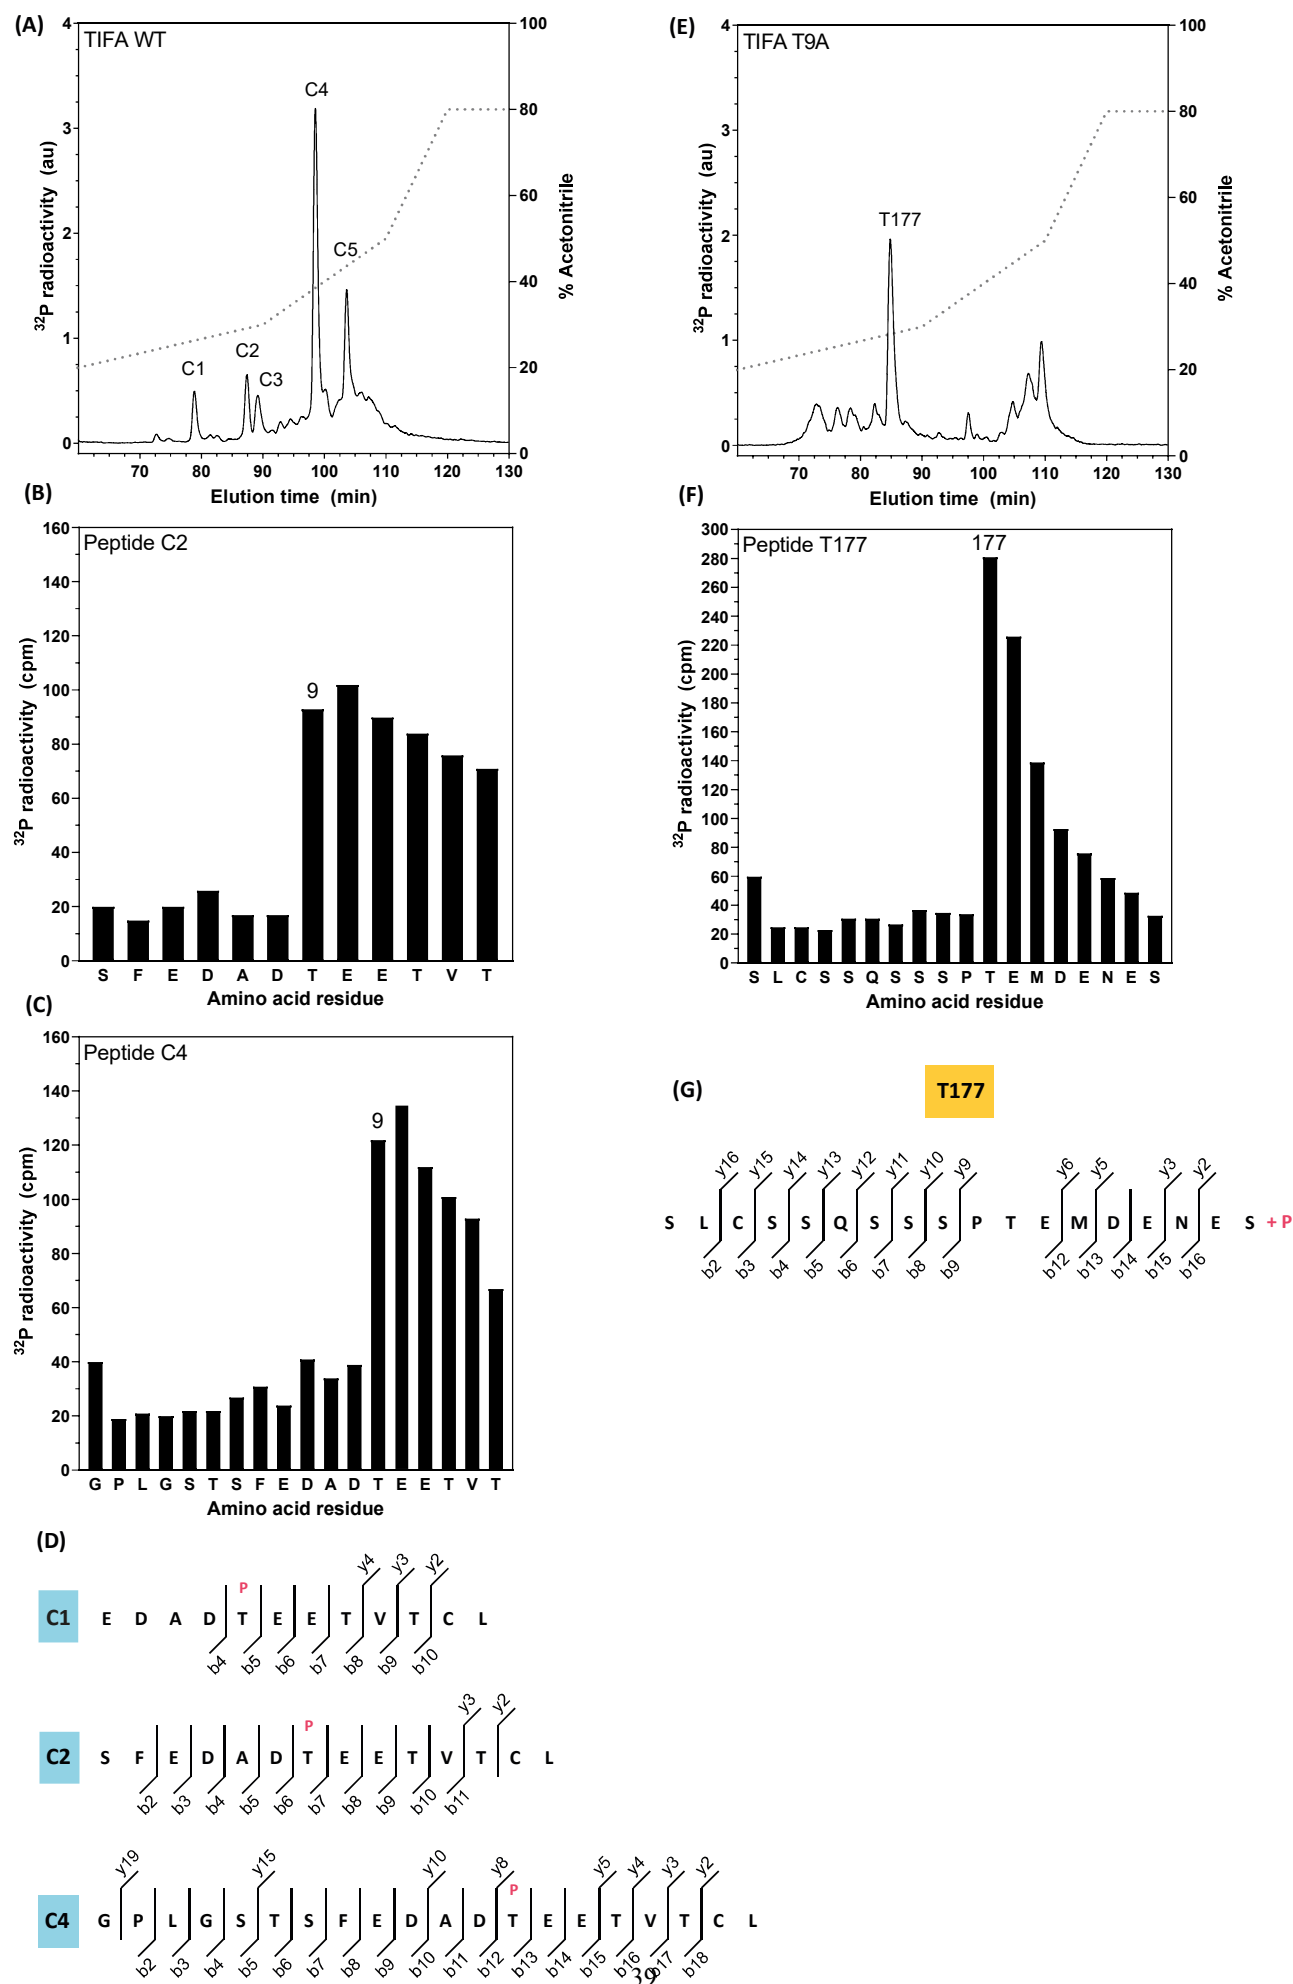 (A)
TIFA WT
4
3
2
1
0
100
80
60
40
20
0
C1
C2
C3
C4
C5
32P radioactivity (au)
% Acetonitrile
70 80 90 100 110 120 130
Elution time (min)
(E)
TIFA T9A
4
3
2
1
0
100
80
60
40
20
0
T177
32P radioactivity (au)
% Acetonitrile
70 80 90 100 110 120 130
Elution time (min)
(B)
Peptide C2
160
140
120
100
80
60
40
20
0
9
32P radioactivity (cpm)
S F E D A D T E E T V T
Amino acid residue
(F)
Peptide T177
300
280
260
240
220
200
180
160
140
120
100
80
60
40
20
0
177
32P radioactivity (cpm)
S L C S S Q S S S P T E M D E N E S
Amino acid residue
(C)
Peptide C4
160
140
120
100
80
60
40
20
0
9
32P radioactivity (cpm)
G P L G S T S F E D A D T E E T V T
Amino acid residue
(G)
T177
y16 y15 y14 y13 y12 y11 y10 y9 y6 y5 y3 y2
S L C S S Q S S S P T E M D E N E S + P
b2 b3 b4 b5 b6 b7 b8 b9 b12 b13 b14 b15 b16
(D)
y4 y3 y2
P
C1 E D A D T E E T V T C L
b4 b5 b6 b7 b8 b9 b10
y3 y2
P
C2 S F E D A D T E E T V T C L
b2 b3 b4 b5 b6 b7 b8 b9 b10 b11
y19 y15 y10 y8 y5 y4 y3 y2
P
C4 G P L G S T S F E D A D T E E T V T C L
b2 b3 b4 b5 b6 b7 b8 b9 b10 b11 b12 b13 b14 b15 b16 b17 b18
39